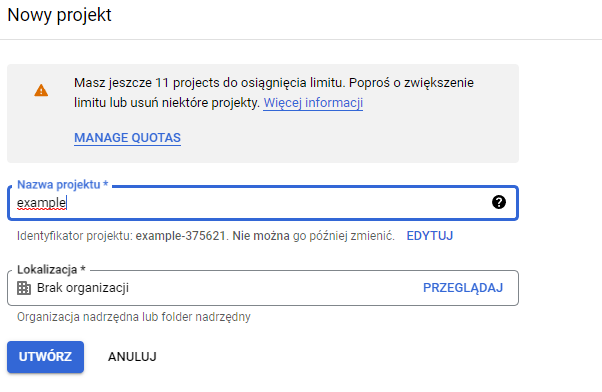 Nowy projekt
Masz jeszcze 11 projects do osiągnięcia limitu. Poproś o zwiększenie
limitu lub usuń niektóre projekty. Więcej informacji
MANAGE QUOTAS
Nazwa projektu *
example
Identyfikator projektu: example-375621. Nie można go później zmienić. EDYTUJ
Lokalizacja *
Brak organizacji PRZEGLĄDAJ
Organizacja nadrzędna lub folder nadrzędny
UTWÓRZ ANULUJ